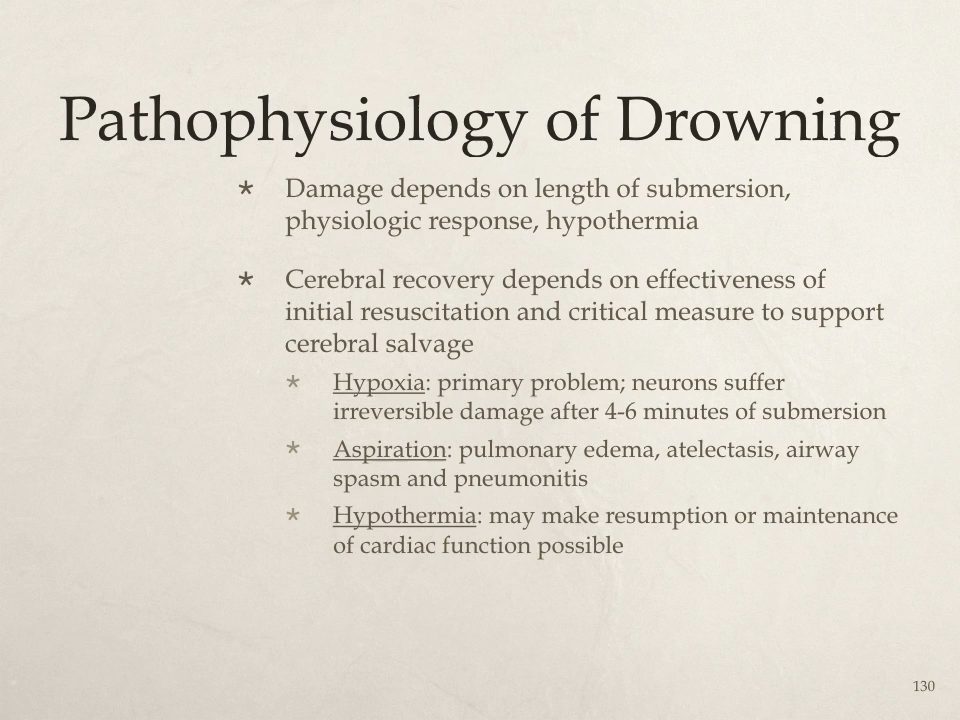 Pathophysiology of Drowning
* Damage depends on length of submersion,
physiologic response, hypothermia
* Cerebral recovery depends on effectiveness of
initial resuscitation and critical measure to support
cerebral salvage
* Hypoxia: primary problem; neurons suffer
irreversible damage after 4-6 minutes of submersion
* Aspiration: pulmonary edema, atelectasis, airway
spasm and pneumonitis
* Hypothermia: may make resumption or maintenance
of cardiac function possible
130